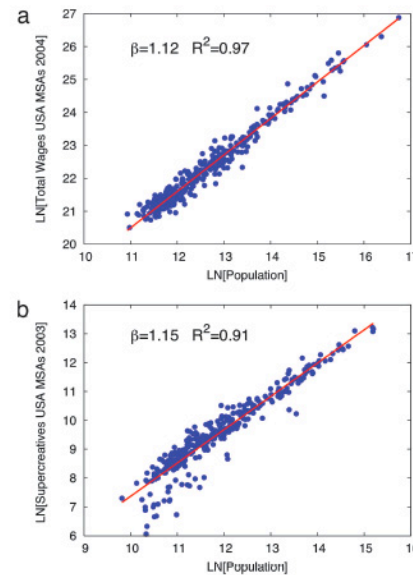 a
27
26
25
24
23
22
21
20
β=1.12 R²=0.97
LN[Total Wages USA MSAs 2004]
10 11 12 13 14 15 16 17
LN[Population]
b
14
13
12
11
10
9
8
7
6
β=1.15 R²=0.91
LN[Supercreatives USA MSAs 2003]
9 10 11 12 13 14 15 16
LN[Population]